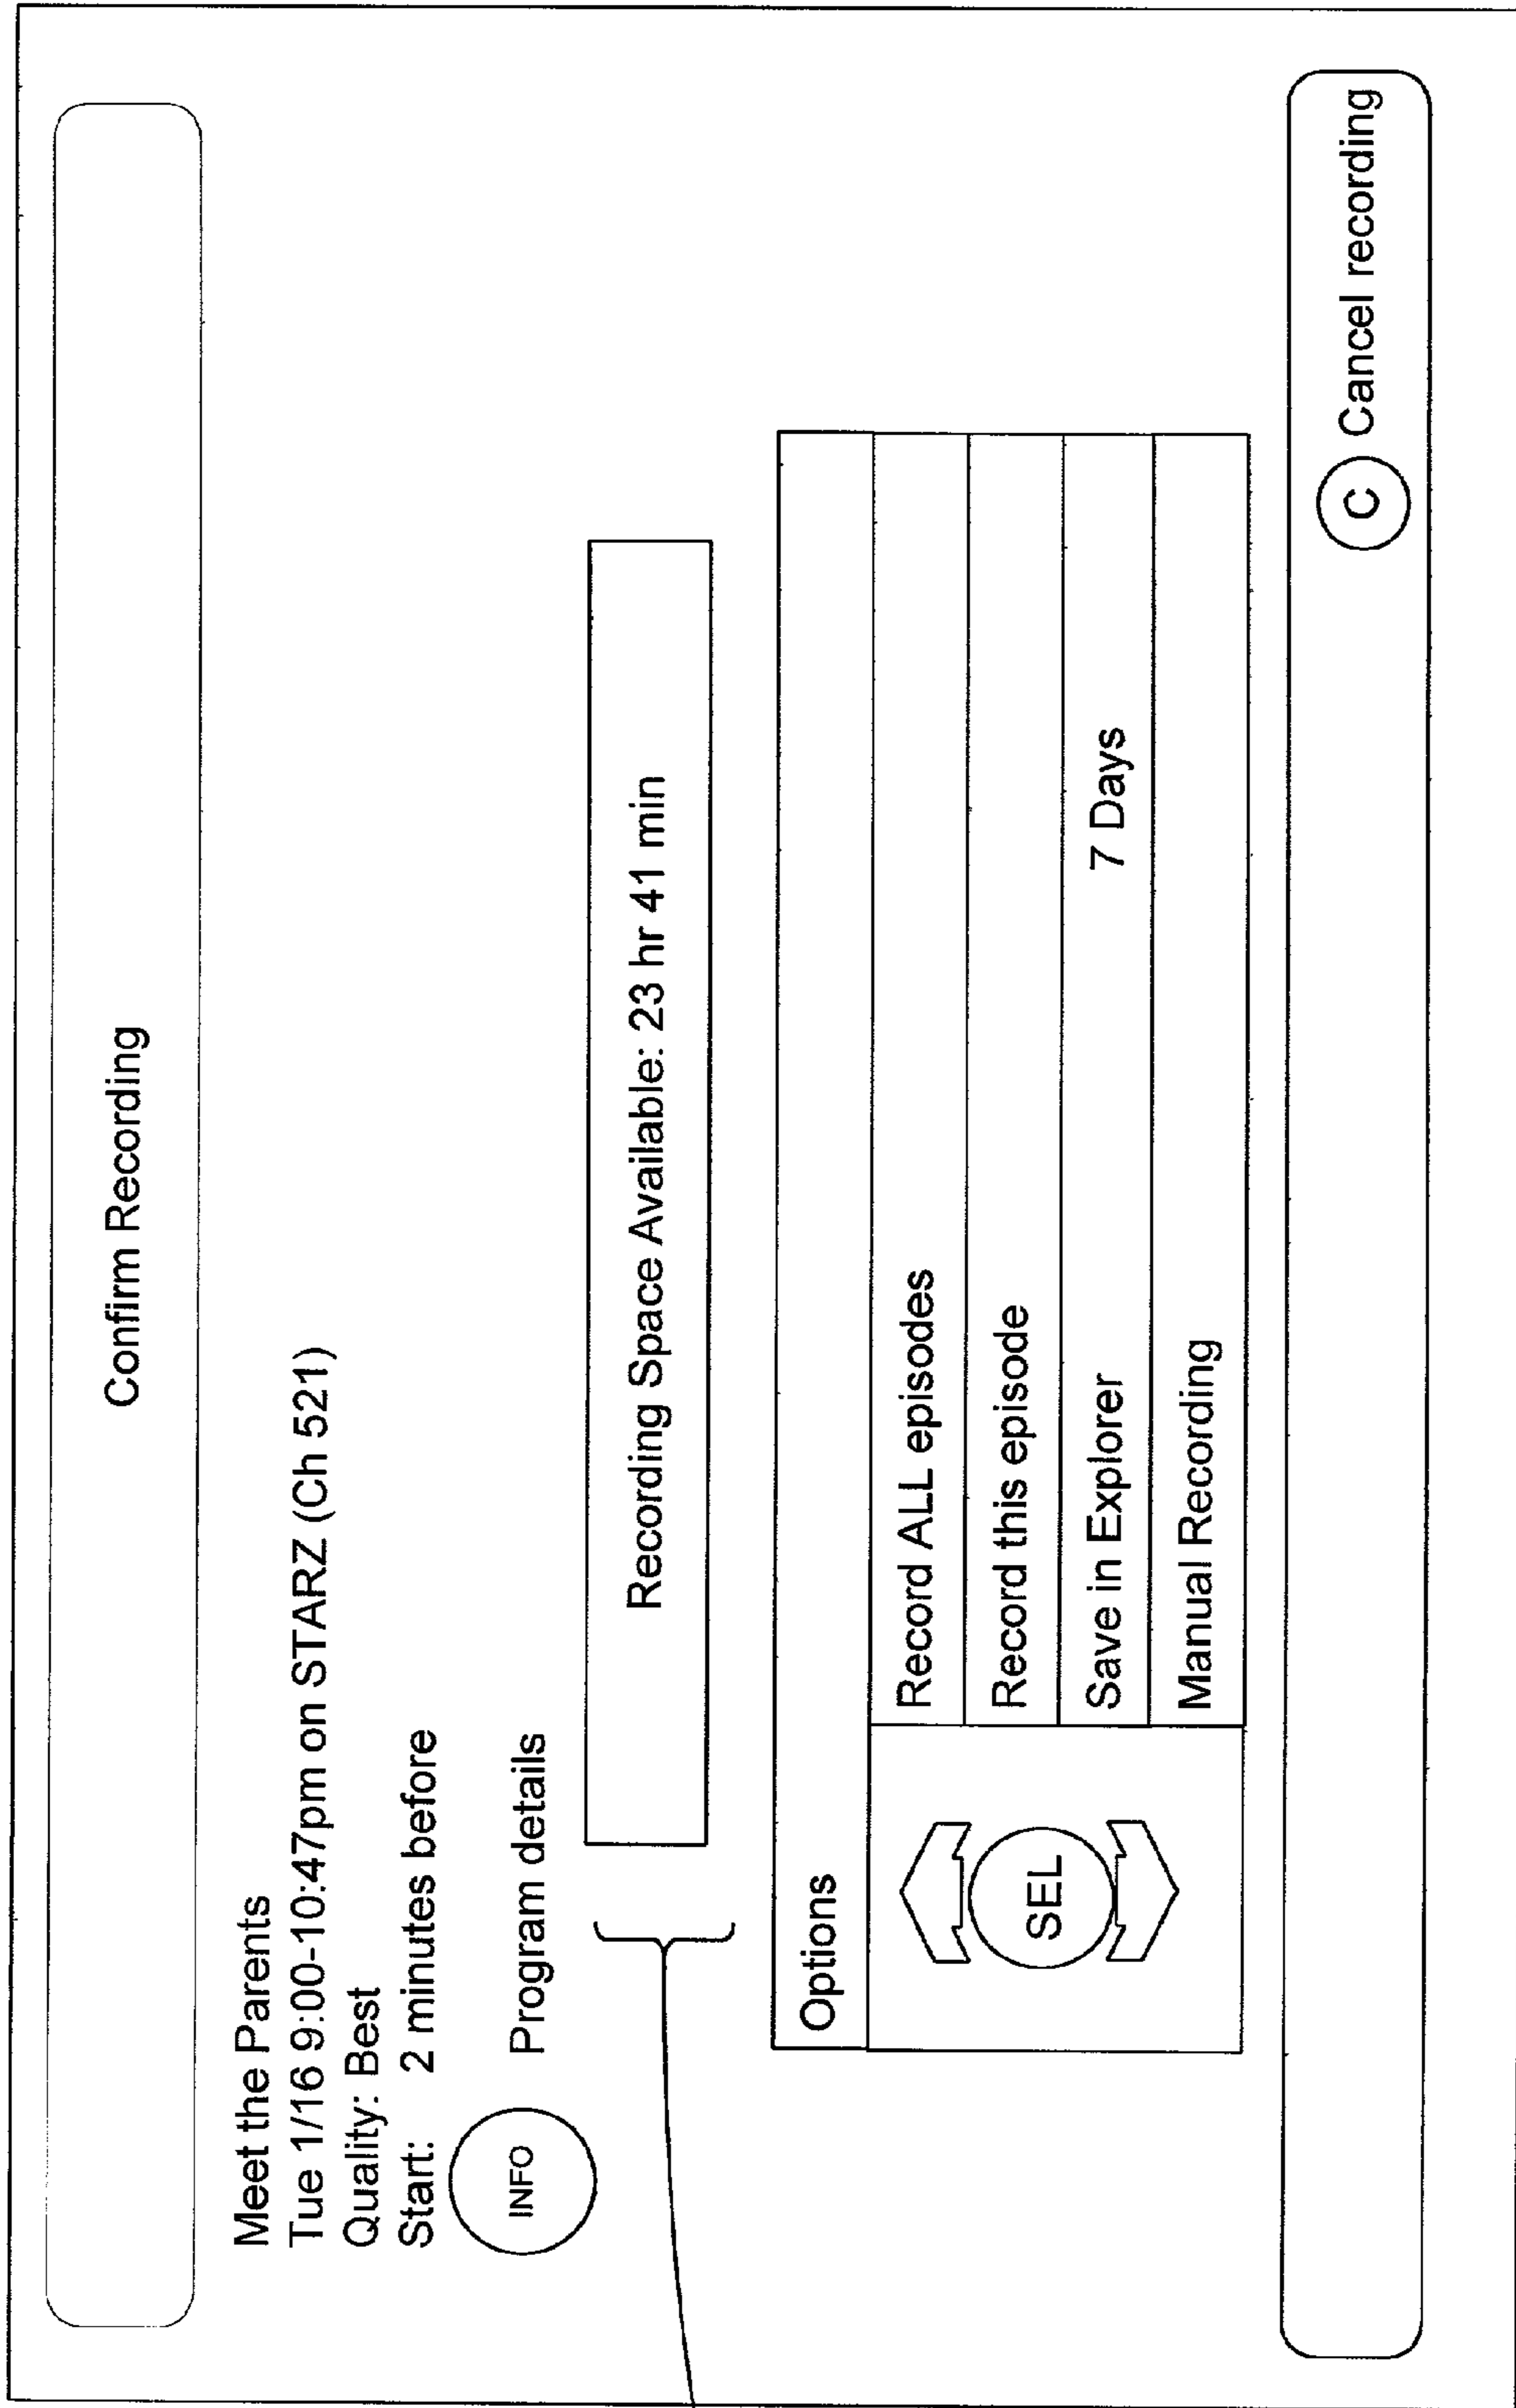 Confirm Recording
Meet the Parents
Tue 1/16 9:00-10:47pm on STARZ (Ch 521)
Quality: Best
Start: 2 minutes before
INFO Program details
Recording Space Available: 23 hr 41 min
Options
SEL
Record ALL episodes
Record this episode
Save in Explorer 7 Days
Manual Recording
C Cancel recording